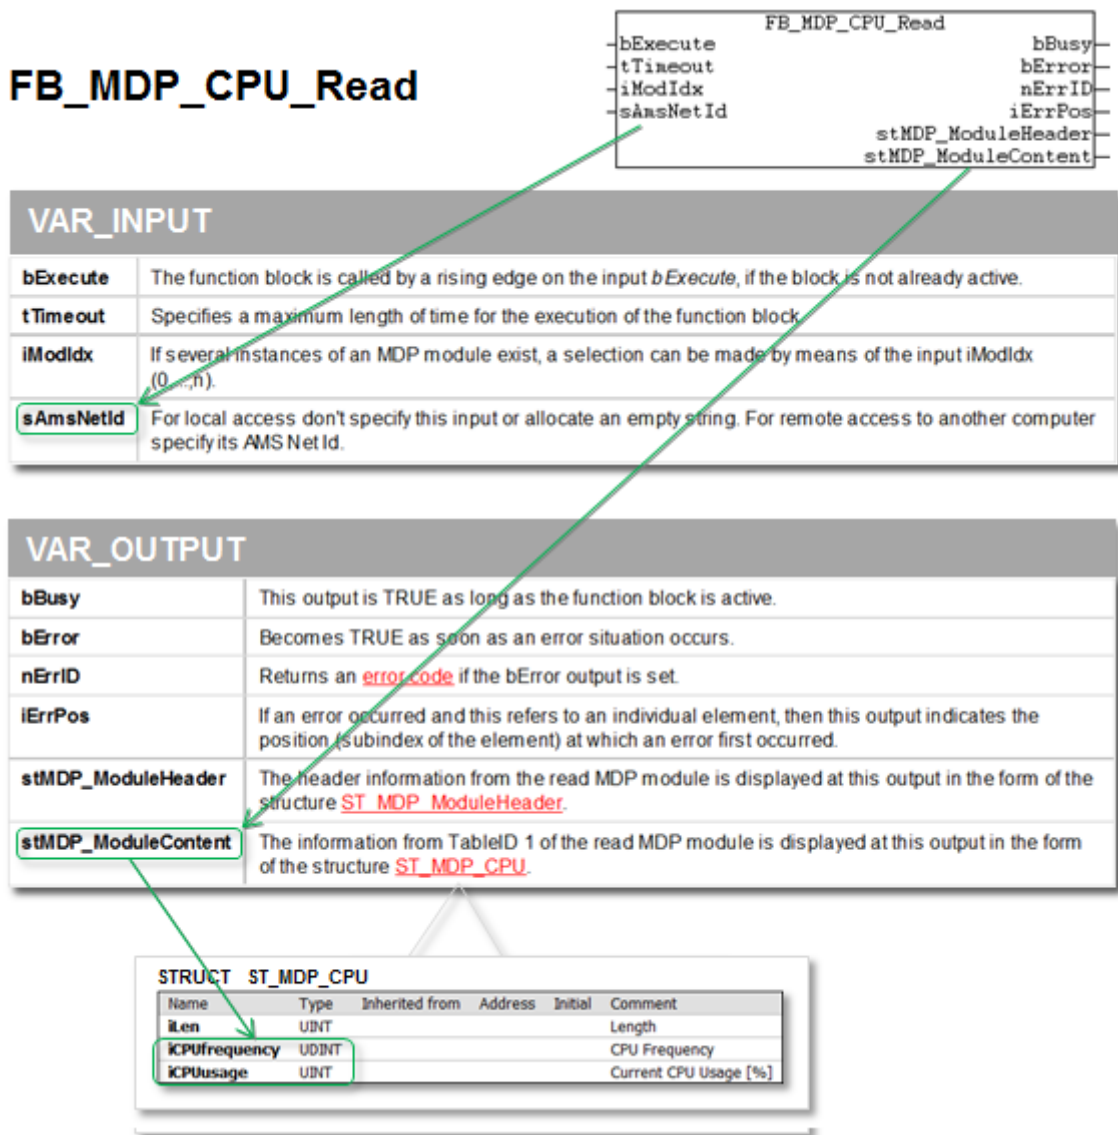 FB_MDP_CPU_Read
FB_MDP_CPU_Read
bExecute bBusy
tTimeout bError
iModIdx nErrID
sAmsNetId iErrPos
stMDP_ModuleHeader
stMDP_ModuleContent
VAR_INPUT
bExecute The function block is called by a rising edge on the input bExecute, if the block is not already active.
tTimeout Specifies a maximum length of time for the execution of the function block.
iModIdx If several instances of an MDP module exist, a selection can be made by means of the input iModIdx
(0,...,n).
sAmsNetId For local access don't specify this input or allocate an empty string. For remote access to another computer
specify its AMS Net Id.
VAR_OUTPUT
bBusy This output is TRUE as long as the function block is active.
bError Becomes TRUE as soon as an error situation occurs.
nErrID Returns an error code if the bError output is set.
iErrPos If an error occurred and this refers to an individual element, then this output indicates the
position (subindex of the element) at which an error first occurred.
stMDP_ModuleHeader The header information from the read MDP module is displayed at this output in the form of the
structure ST_MDP_ModuleHeader.
stMDP_ModuleContent The information from TableID 1 of the read MDP module is displayed at this output in the form
of the structure ST_MDP_CPU.
STRUCT ST_MDP_CPU
Name Type Inherited from Address Initial Comment
iLen UINT Length
iCPUfrequency UDINT CPU Frequency
iCPUusage UINT Current CPU Usage [%]